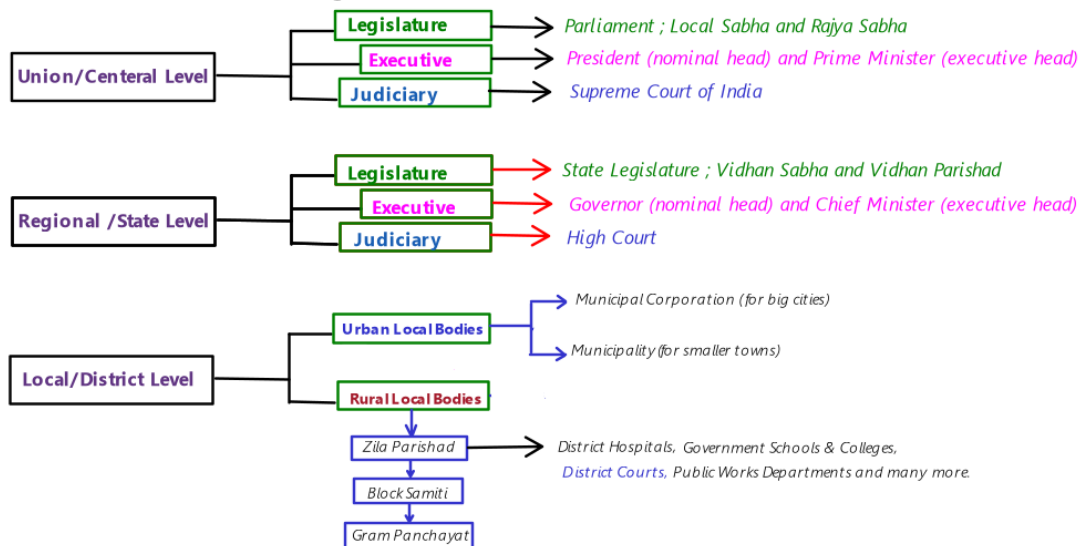 Legislature
Parliament ; Local Sabha and Rajya Sabha
Union/Centeral Level
Executive
President (nominal head) and Prime Minister (executive head)
Judiciary
Supreme Court of India
Legislature
State Legislature ; Vidhan Sabha and Vidhan Parishad
Regional /State Level
Executive
Governor (nominal head) and Chief Minister (executive head)
Judiciary
High Court
Local/District Level
Urban Local Bodies
Municipal Corporation (for big cities)
Municipality(for smaller towns)
Rural Local Bodies
Zila Parishad
District Hospitals, Government Schools & Colleges,
District Courts, Public Works Departments and many more.
Block Samiti
Gram Panchayat